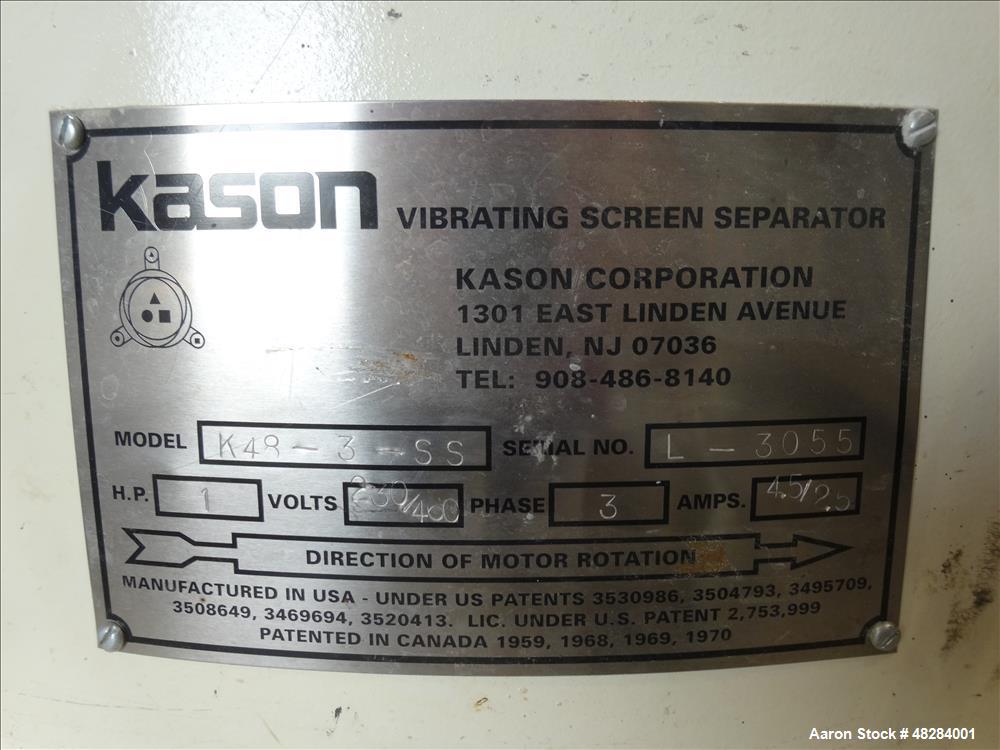 kason VIBRATING SCREEN SEPARATOR
KASON CORPORATION
1301 EAST LINDEN AVENUE
LINDEN, NJ 07036
TEL: 908-486-8140
MODEL K48-3-SS SERIAL NO. L-3055
H.P. 1 VOLTS 230/460 PHASE 3 AMPS. 4.5/2.5
DIRECTION OF MOTOR ROTATION
MANUFACTURED IN USA - UNDER US PATENTS 3530986, 3504793, 3495709,
3508649, 3469694, 3520413. LIC. UNDER U.S. PATENT 2,753,999
PATENTED IN CANADA 1959, 1968, 1969, 1970
Aaron Stock # 48284001